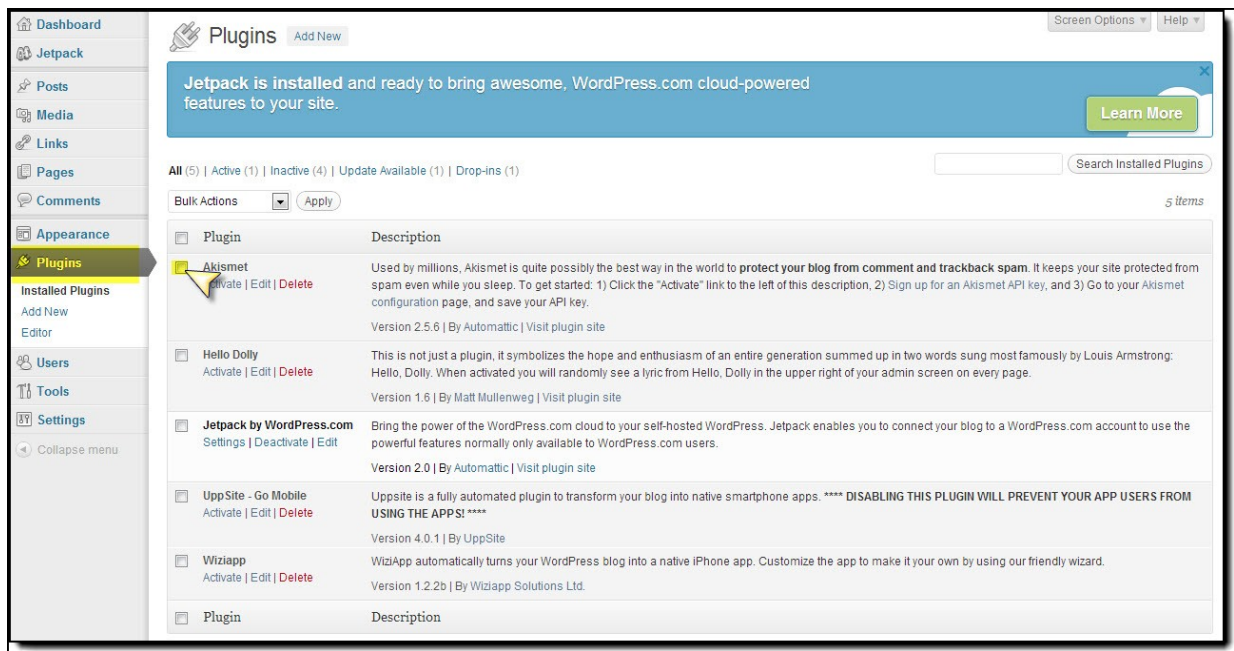 Dashboard
Jetpack
Posts
Media
Links
Pages
Comments
Appearance
Plugins
Installed Plugins
Add New
Editor
Users
Tools
Settings
Collapse menu
Screen Options Help
Plugins Add New
Jetpack is installed and ready to bring awesome, WordPress.com cloud-powered
features to your site.
Learn More
All (5) | Active (1) | Inactive (4) | Update Available (1) | Drop-ins (1)
Search Installed Plugins
Bulk Actions Apply
5 items
Plugin Description
Akismet
Activate | Edit | Delete
Used by millions, Akismet is quite possibly the best way in the world to protect your blog from comment and trackback spam. It keeps your site protected from
spam even while you sleep. To get started: 1) Click the "Activate" link to the left of this description, 2) Sign up for an Akismet API key, and 3) Go to your Akismet
configuration page, and save your API key.
Version 2.5.6 | By Automattic | Visit plugin site
Hello Dolly
Activate | Edit | Delete
This is not just a plugin, it symbolizes the hope and enthusiasm of an entire generation summed up in two words sung most famously by Louis Armstrong:
Hello, Dolly. When activated you will randomly see a lyric from Hello, Dolly in the upper right of your admin screen on every page.
Version 1.6 | By Matt Mullenweg | Visit plugin site
Jetpack by WordPress.com
Settings | Deactivate | Edit
Bring the power of the WordPress.com cloud to your self-hosted WordPress. Jetpack enables you to connect your blog to a WordPress.com account to use the
powerful features normally only available to WordPress.com users.
Version 2.0 | By Automattic | Visit plugin site
UppSite - Go Mobile
Activate | Edit | Delete
Uppsite is a fully automated plugin to transform your blog into native smartphone apps. **** DISABLING THIS PLUGIN WILL PREVENT YOUR APP USERS FROM
USING THE APPS! ****
Version 4.0.1 | By UppSite
Wiziapp
Activate | Edit | Delete
WiziApp automatically turns your WordPress blog into a native iPhone app. Customize the app to make it your own by using our friendly wizard.
Version 1.2.2b | By Wiziapp Solutions Ltd.
Plugin Description